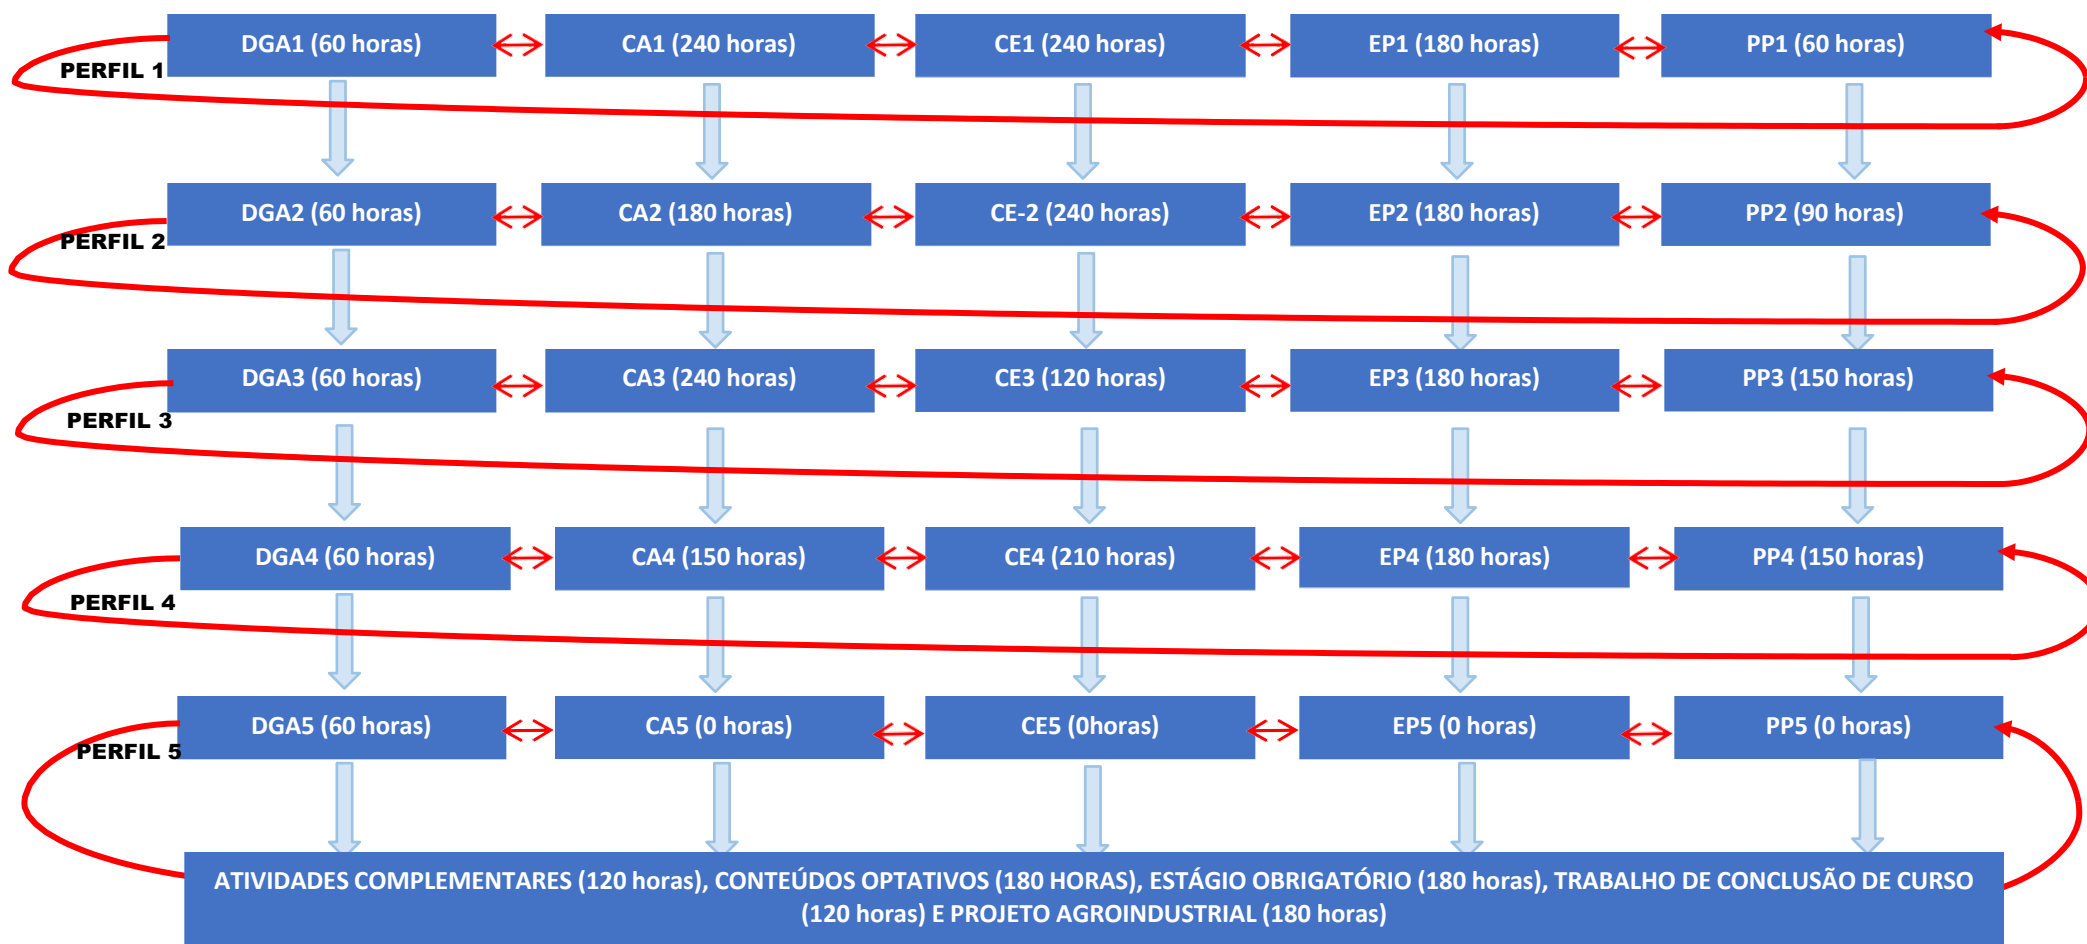 DGA1 (60 horas)
CA1 (240 horas)
CE1 (240 horas)
EP1 (180 horas)
PP1 (60 horas)
PERFIL 1
DGA2 (60 horas)
CA2 (180 horas)
CE-2 (240 horas)
EP2 (180 horas)
PP2 (90 horas)
PERFIL 2
DGA3 (60 horas)
CA3 (240 horas)
CE3 (120 horas)
EP3 (180 horas)
PP3 (150 horas)
PERFIL 3
DGA4 (60 horas)
CA4 (150 horas)
CE4 (210 horas)
EP4 (180 horas)
PP4 (150 horas)
PERFIL 4
DGA5 (60 horas)
CA5 (0 horas)
CE5 (0horas)
EP5 (0 horas)
PP5 (0 horas)
PERFIL 5
ATIVIDADES COMPLEMENTARES (120 horas), CONTEÚDOS OPTATIVOS (180 HORAS), ESTÁGIO OBRIGATÓRIO (180 horas), TRABALHO DE CONCLUSÃO DE CURSO
(120 horas) E PROJETO AGROINDUSTRIAL (180 horas)